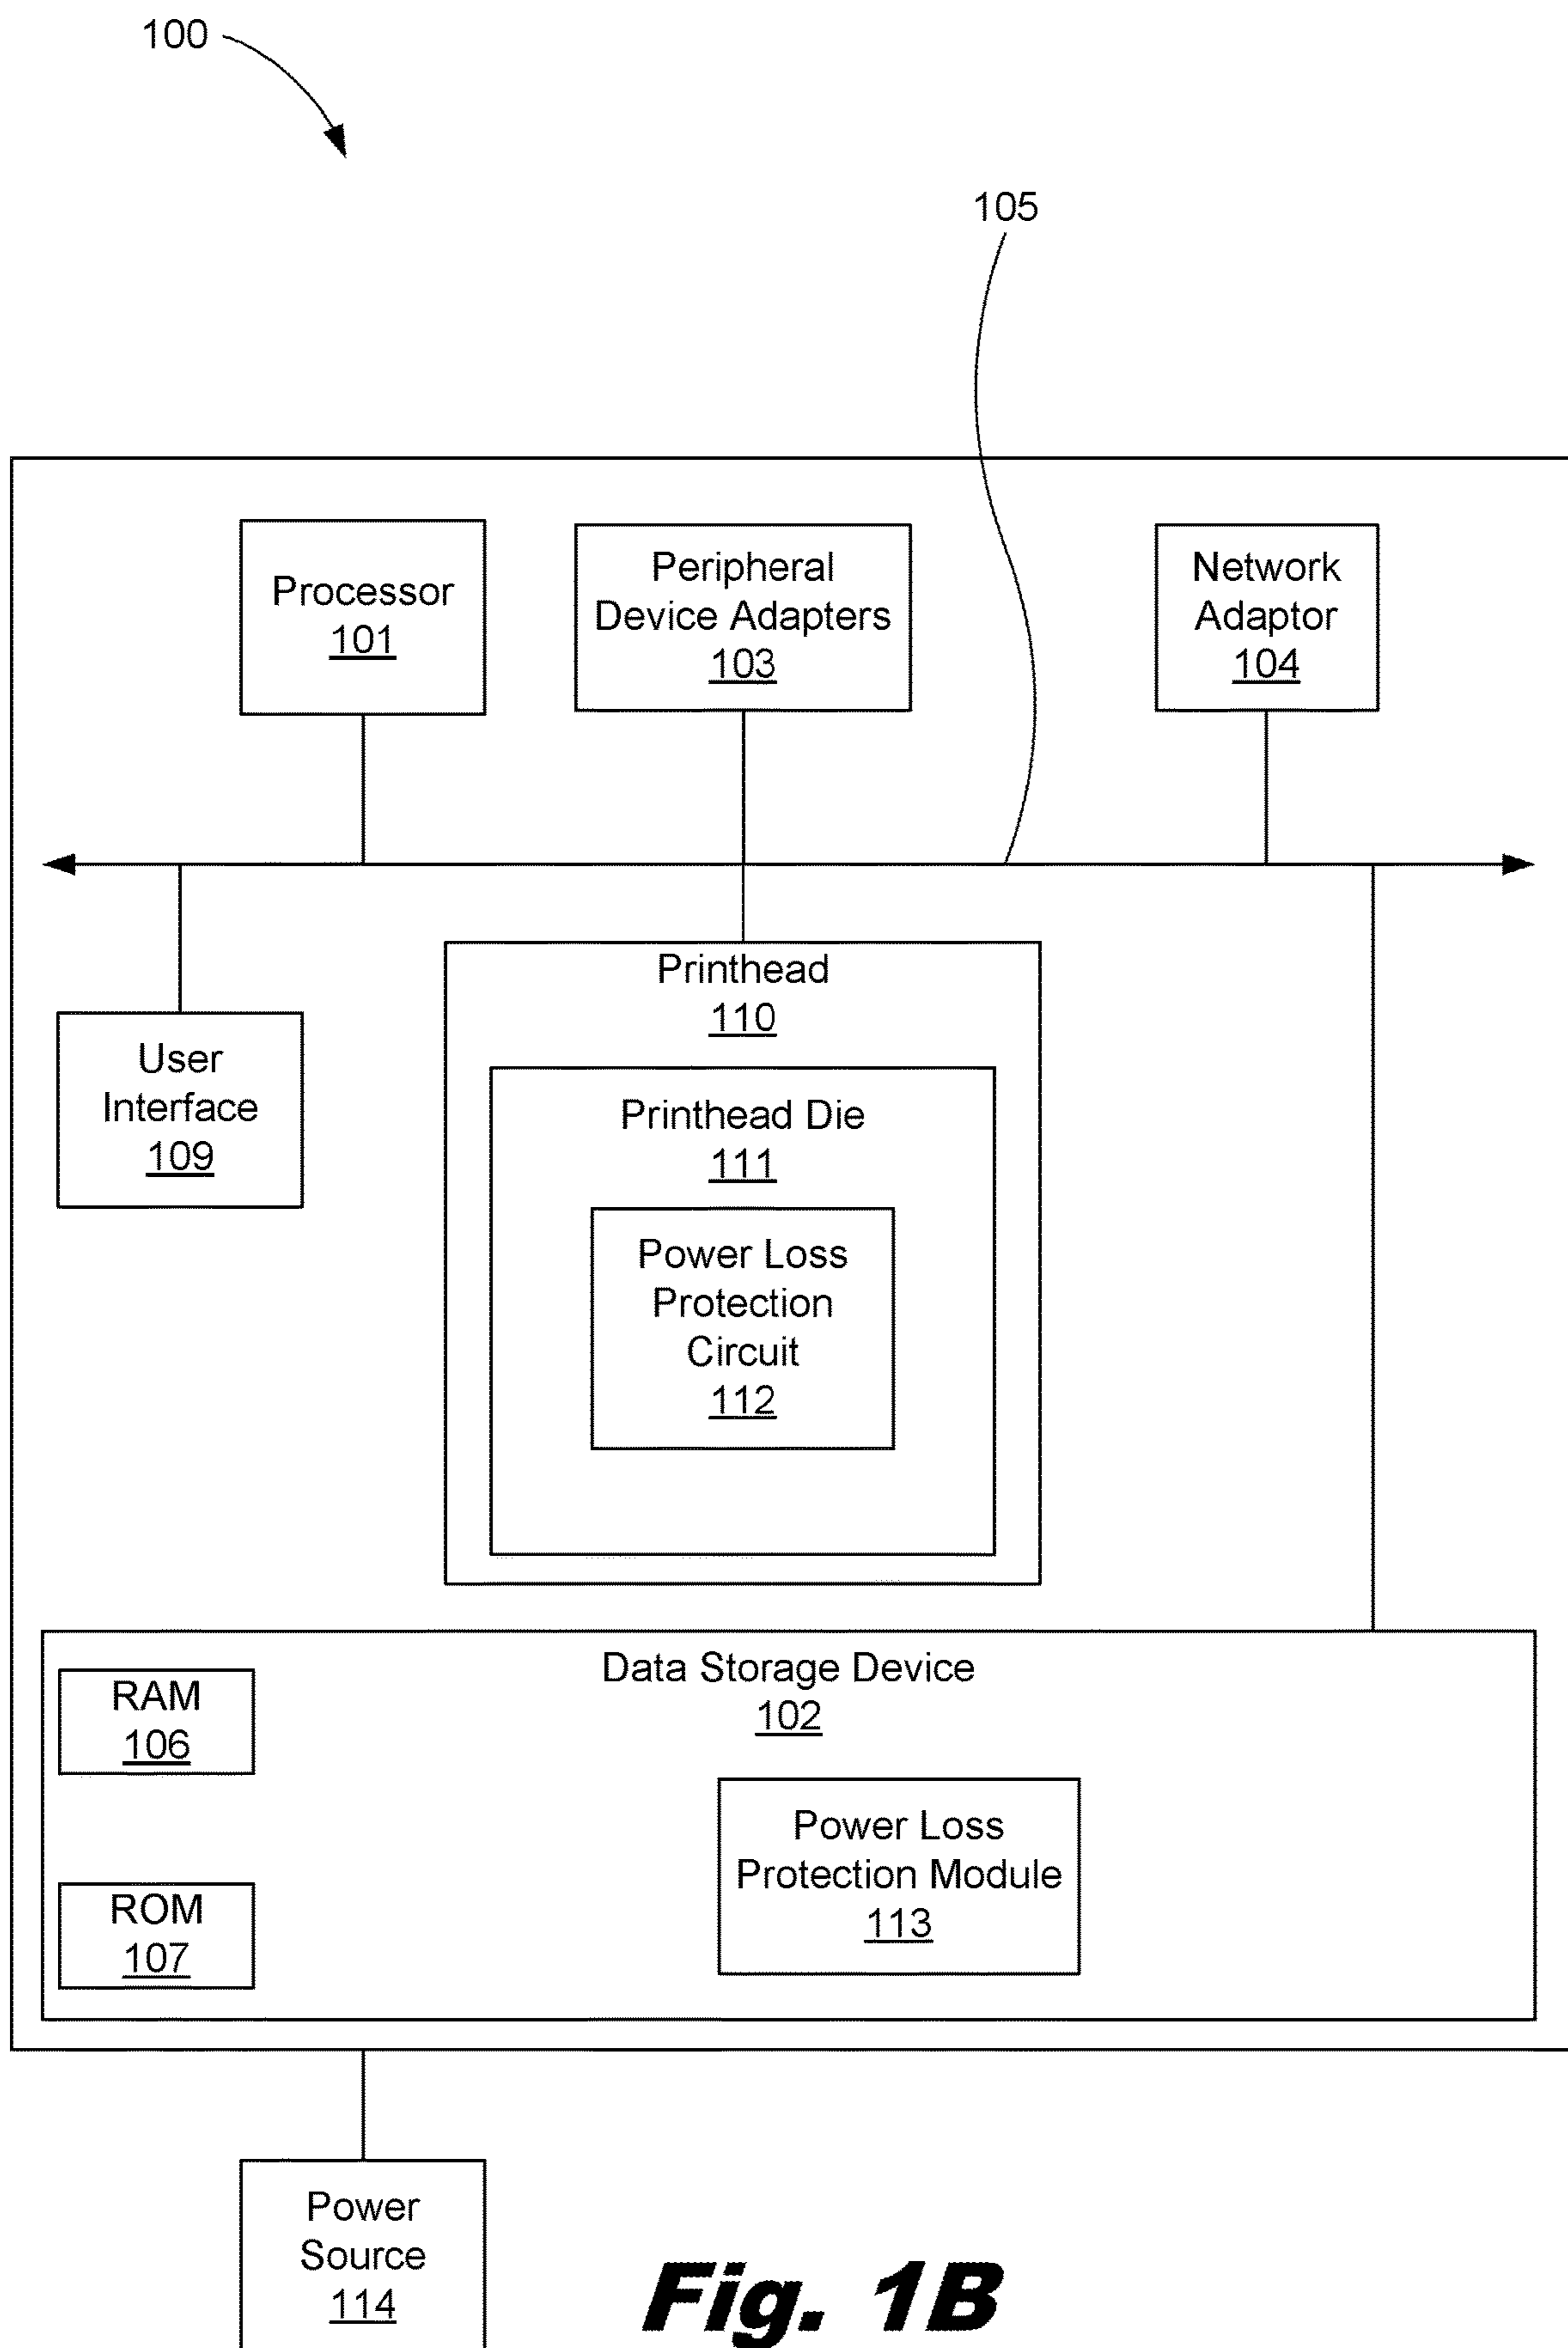 100
105
Processor
101
Peripheral
Device Adapters
103
Network
Adaptor
104
Printhead
110
User
Interface
109
Printhead Die
111
Power Loss
Protection
Circuit
112
Data Storage Device
102
RAM
106
Power Loss
Protection Module
113
ROM
107
Power
Source
114
Fig. 1B